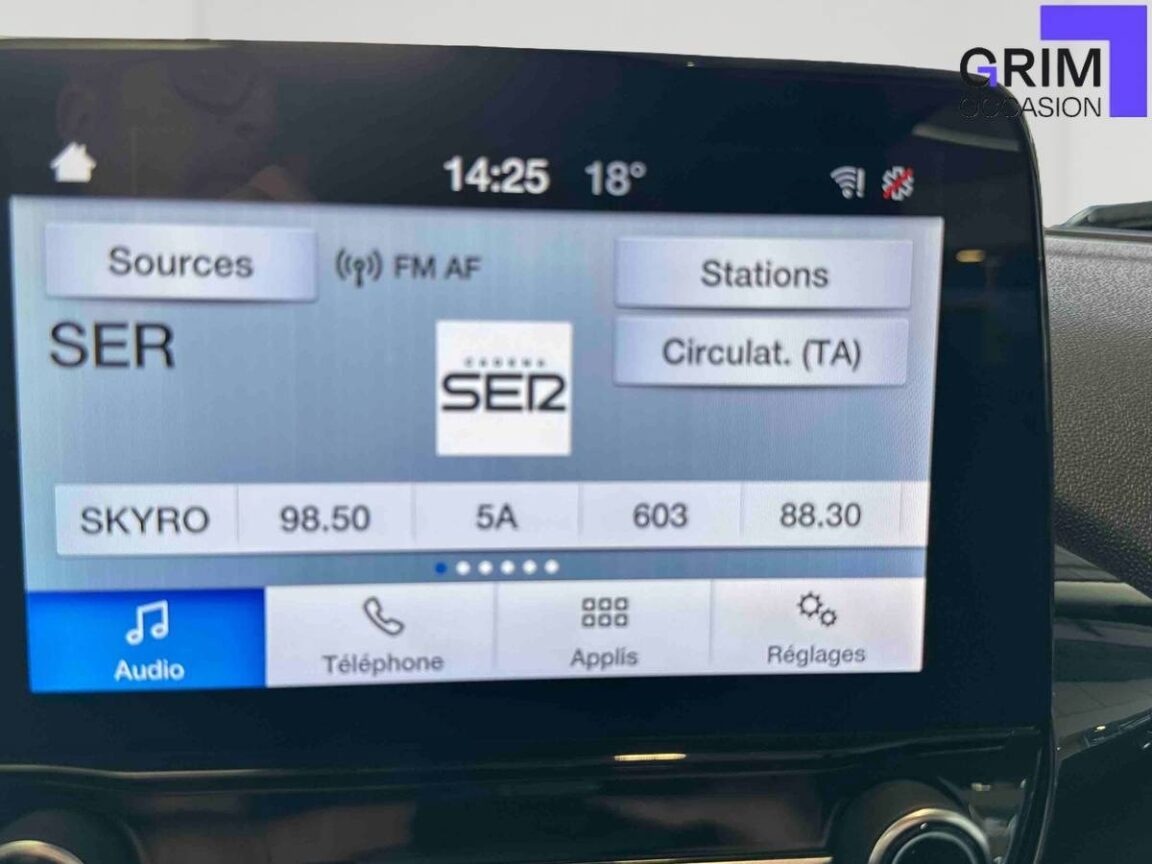 GRIM
OCCASION
14:25 18°
Sources FM AF Stations
SER
CADENA
SER
Circulat. (TA)
SKYRO 98.50 5A 603 88.30
Audio Téléphone Applis Réglages